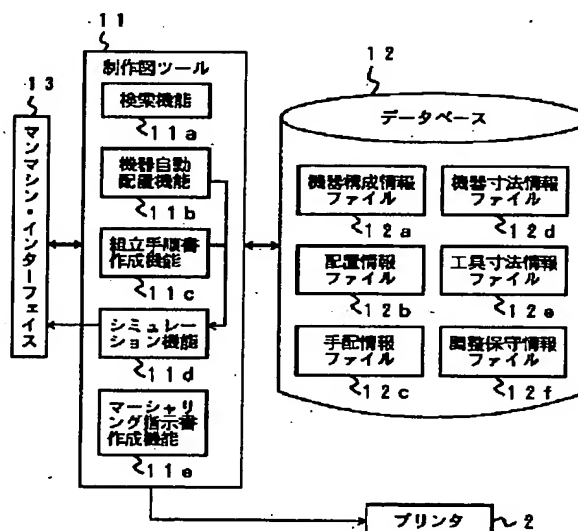 11
制作図ツール
13
マンマシン・インターフェイス
検索機能
11a
機器自動
配置機能
11b
組立手順書
作成機能
11c
シミュレー
ション機能
11d
マーシャリ
ング指示書
作成機能
11e
12
データベース
機器構成情報
ファイル
12a
機器寸法情報
ファイル
12d
配置情報
ファイル
12b
工具寸法情報
ファイル
12e
手配情報
ファイル
12c
調整保守情報
ファイル
12f
プリンタ
2